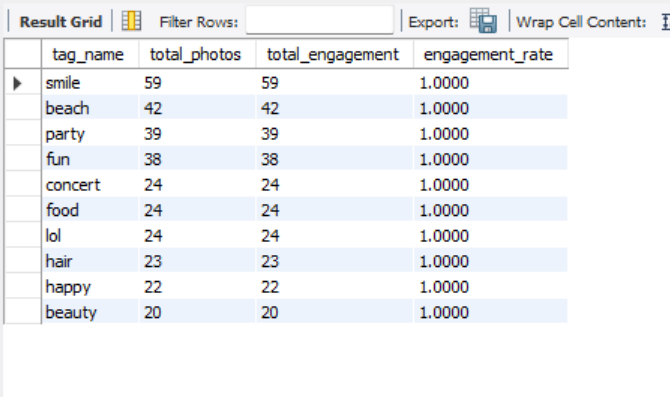 Result Grid Filter Rows: Export: Wrap Cell Content:
tag_name total_photos total_engagement engagement_rate
smile 59 59 1.0000
beach 42 42 1.0000
party 39 39 1.0000
fun 38 38 1.0000
concert 24 24 1.0000
food 24 24 1.0000
lol 24 24 1.0000
hair 23 23 1.0000
happy 22 22 1.0000
beauty 20 20 1.0000